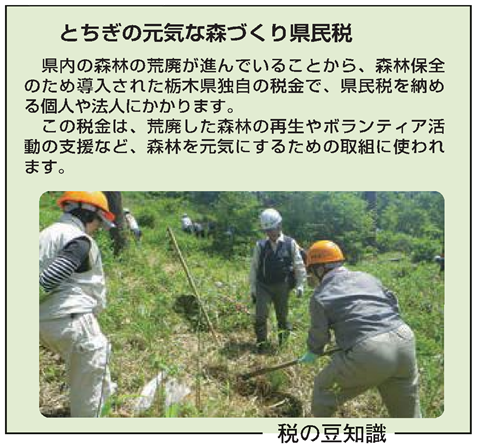 とちぎの元気な森づくり県民税
県内の森林の荒廃が進んでいることから、森林保全
のため導入された栃木県独自の税金で、県民税を納め
る個人や法人にかかります。
この税金は、荒廃した森林の再生やボランティア活
動の支援など、森林を元気にするための取組に使われ
ます。
税の豆知識